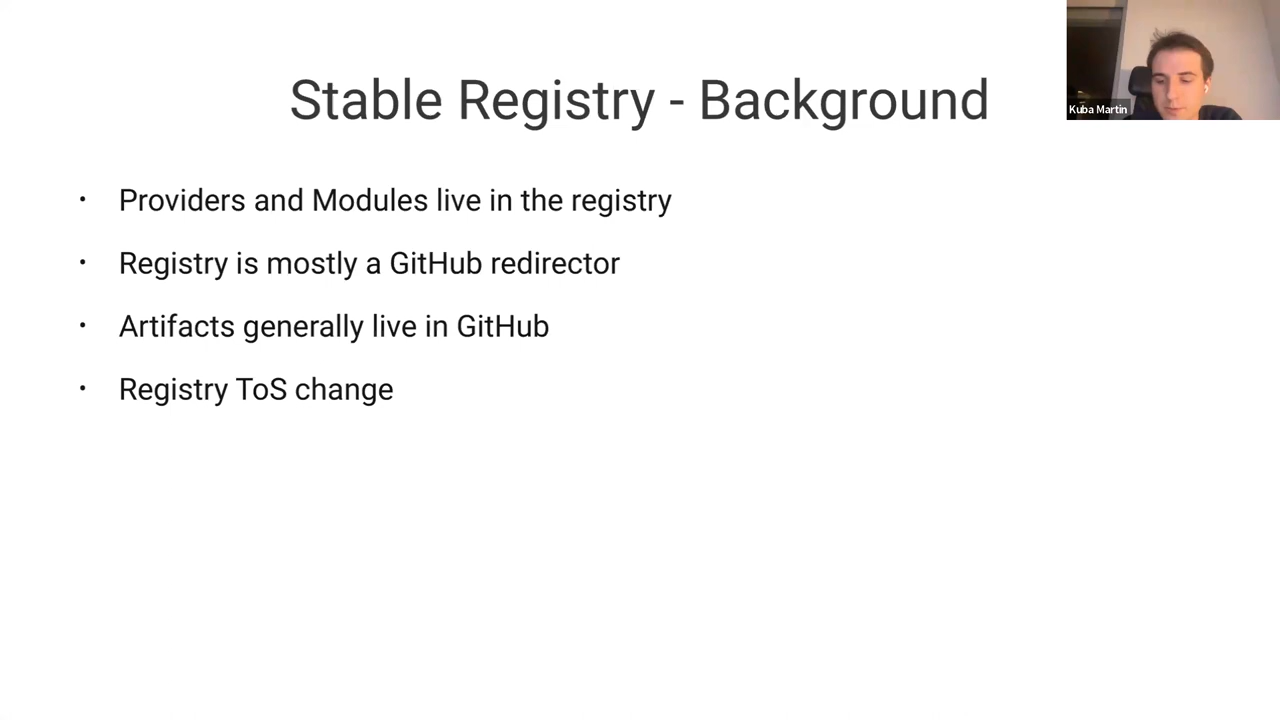 Stable Registry - Background
Kuba Martin
• Providers and Modules live in the registry
• Registry is mostly a GitHub redirector
• Artifacts generally live in GitHub
• Registry ToS change